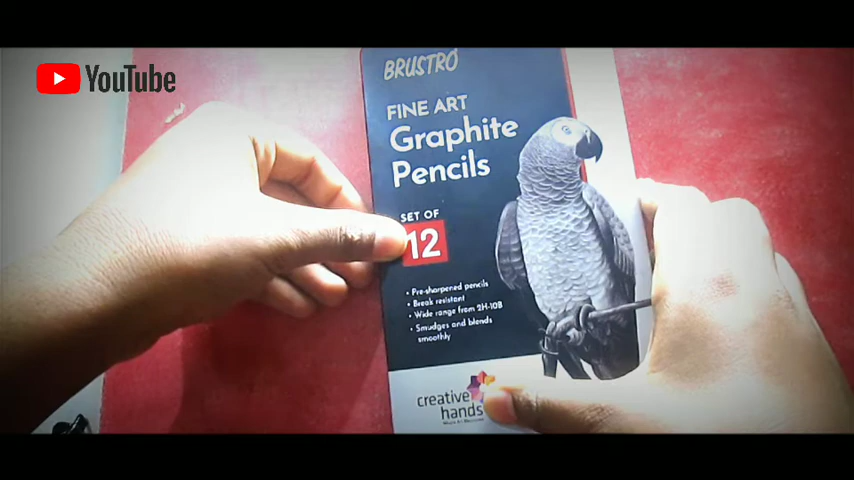 YouTube
BRUSTRO
FINE ART
Graphite
Pencils
SET OF
12
• Pre-sharpened pencils
• Break resistant
• Wide range from 2H-10B
• Smudges and blends
smoothly
creative
hands